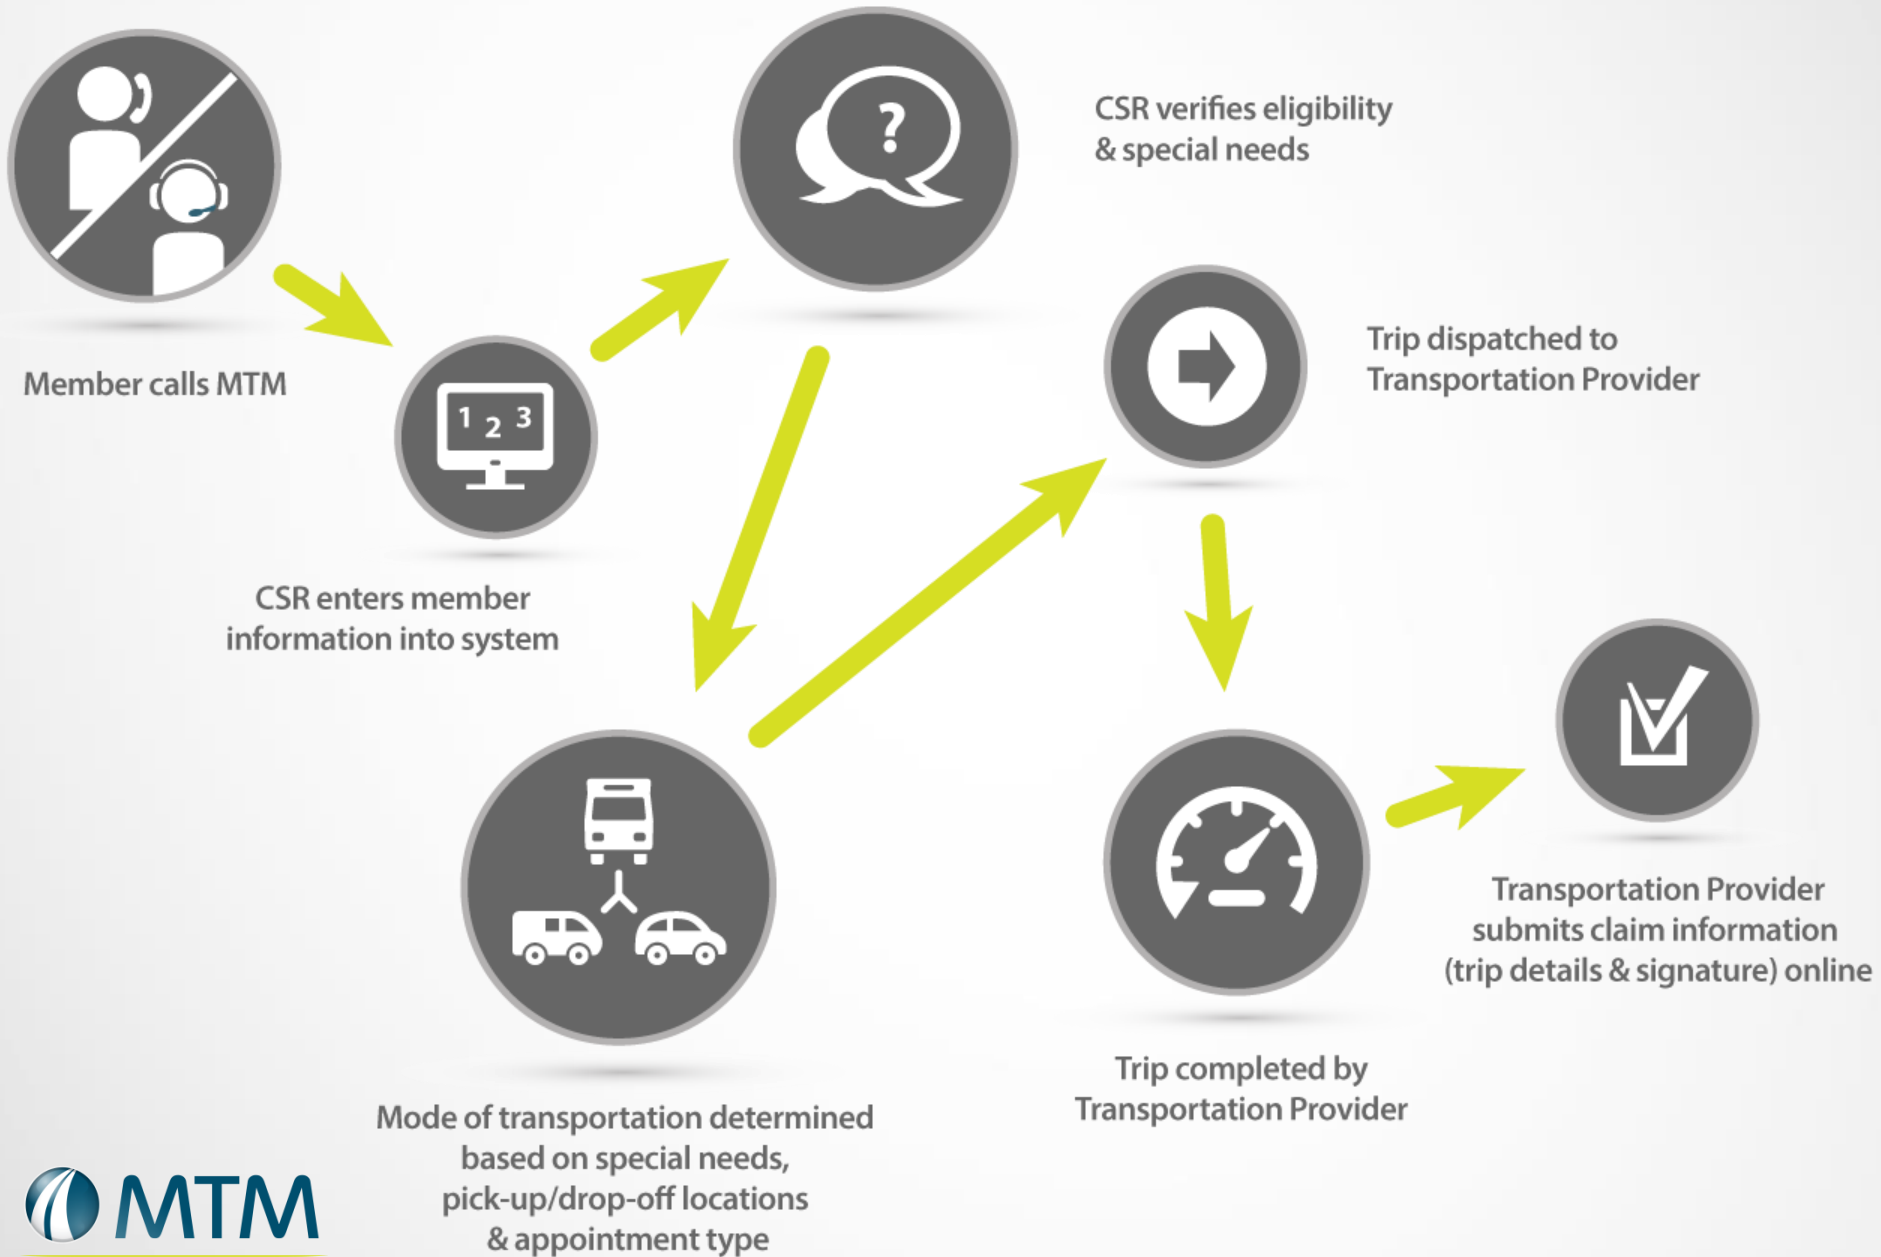 Member calls MTM
1 2 3
CSR enters member
information into system
?
CSR verifies eligibility
& special needs
Mode of transportation determined
based on special needs,
pick-up/drop-off locations
& appointment type
Trip dispatched to
Transportation Provider
Trip completed by
Transportation Provider
Transportation Provider
submits claim information
(trip details & signature) online
MTM